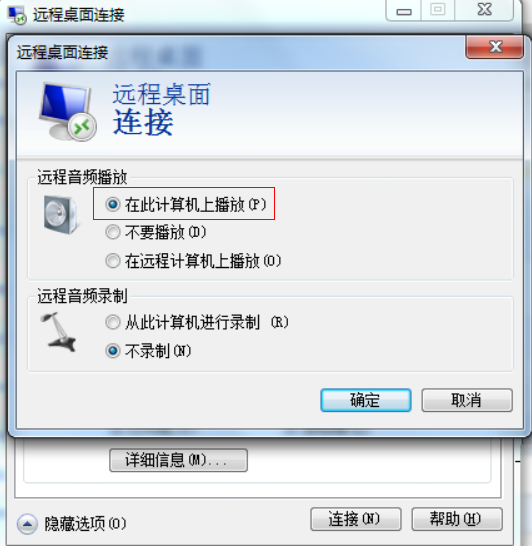 远程桌面连接
远程桌面连接
远程桌面
连接
远程音频播放
在此计算机上播放(P)
不要播放(D)
在远程计算机上播放(O)
远程音频录制
从此计算机进行录制 (R)
不录制(N)
确定
取消
详细信息(M)...
隐藏选项(O)
连接(N)
帮助(H)